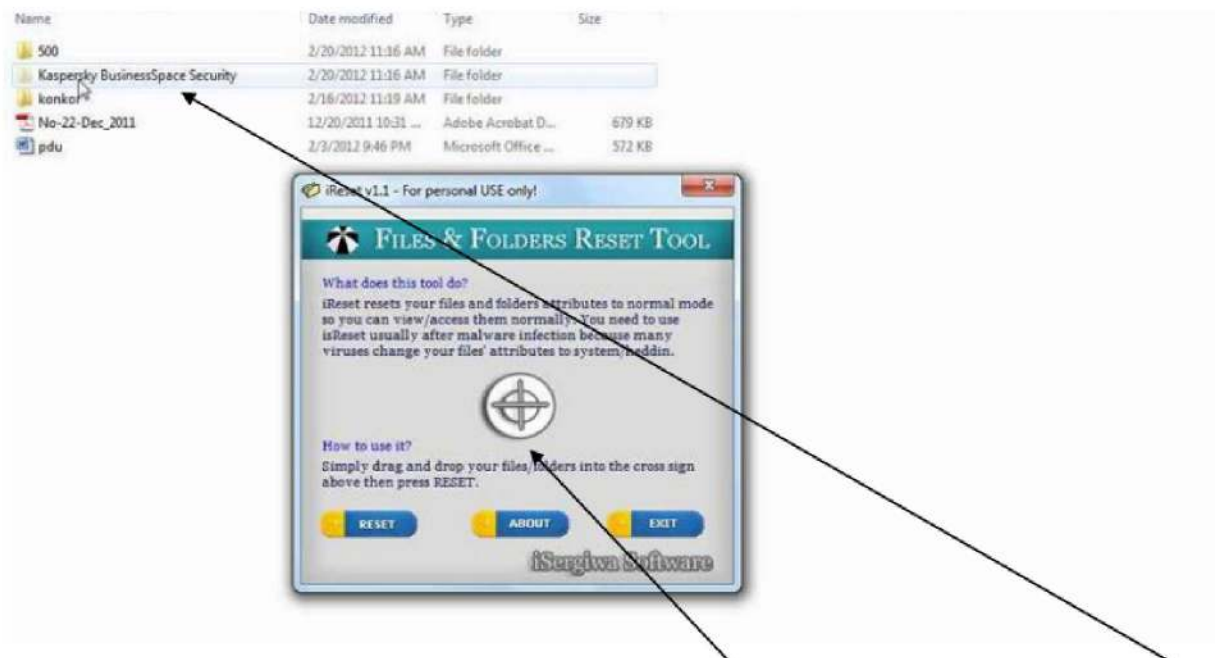 Name Date modified Type Size
500 2/20/2012 11:16 AM File folder
Kaspersky BusinessSpace Security 2/20/2012 11:16 AM File folder
konkor 2/16/2012 11:19 AM File folder
No-22-Dec_2011 12/20/2011 10:31 ... Adobe Acrobat D... 679 KB
pdu 2/3/2012 9:46 PM Microsoft Office ... 572 KB
iReset v1.1 - For personal USE only!
FILES & FOLDERS RESET TOOL
What does this tool do?
iReset resets your files and folders attributes to normal mode
so you can view/access them normally. You need to use
isReset usually after malware infection because many
viruses change your files' attributes to system/heddin.
How to use it?
Simply drag and drop your files/folders into the cross sign
above then press RESET.
RESET ABOUT EXIT
iSergiwa Software